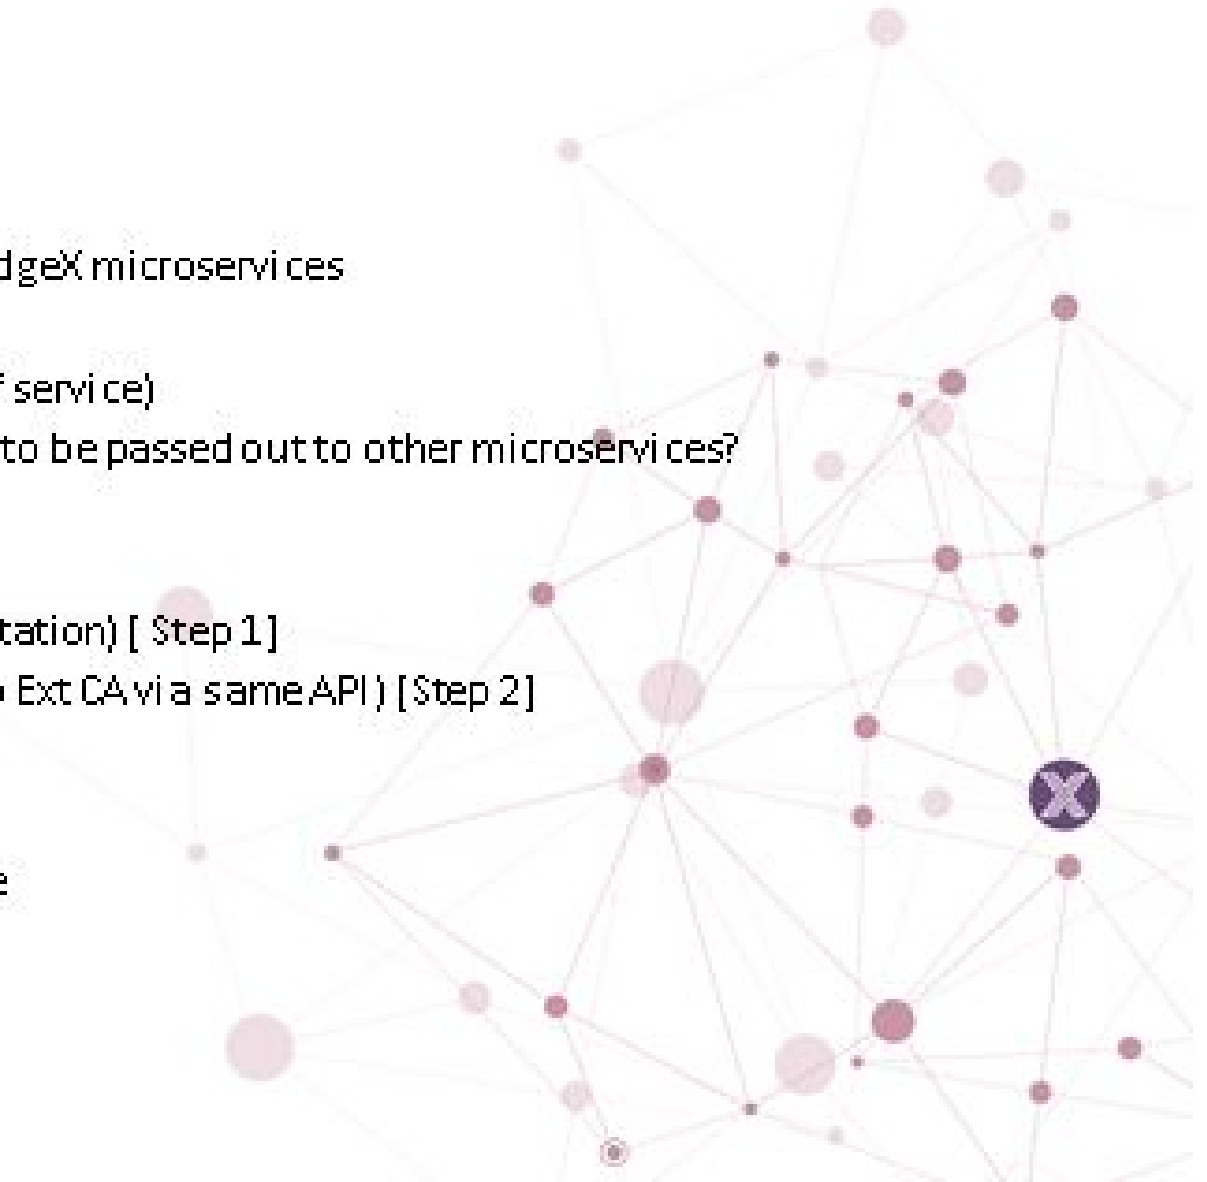 dgeX microservices
f service)
to be passed out to other microservices?
tation) [ Step 1]
Ext CA via same API) [Step 2]
e
X